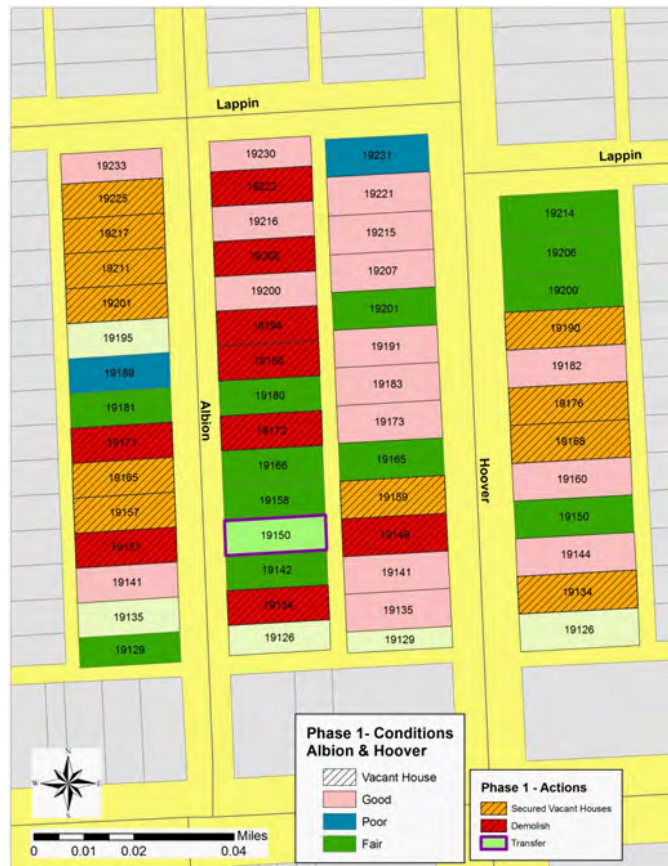 Lappin
Lappin
19233
19225
19217
19211
19201
19195
19189
19181
19171
19165
19157
19151
19141
19135
19129
Albion
19230
19222
19216
19208
19200
19194
19186
19180
19172
19166
19158
19150
19142
19134
19126
19231
19221
19215
19207
19201
19191
19183
19173
19165
19159
19149
19141
19135
19129
Hoover
19214
19206
19200
19190
19182
19176
19168
19160
19150
19144
19134
19126
N
W E
S
Miles
0 0.01 0.02 0.04
Phase 1- Conditions
Albion & Hoover
Vacant House
Good
Poor
Fair
Phase 1 - Actions
Secured Vacant Houses
Demolish
Transfer